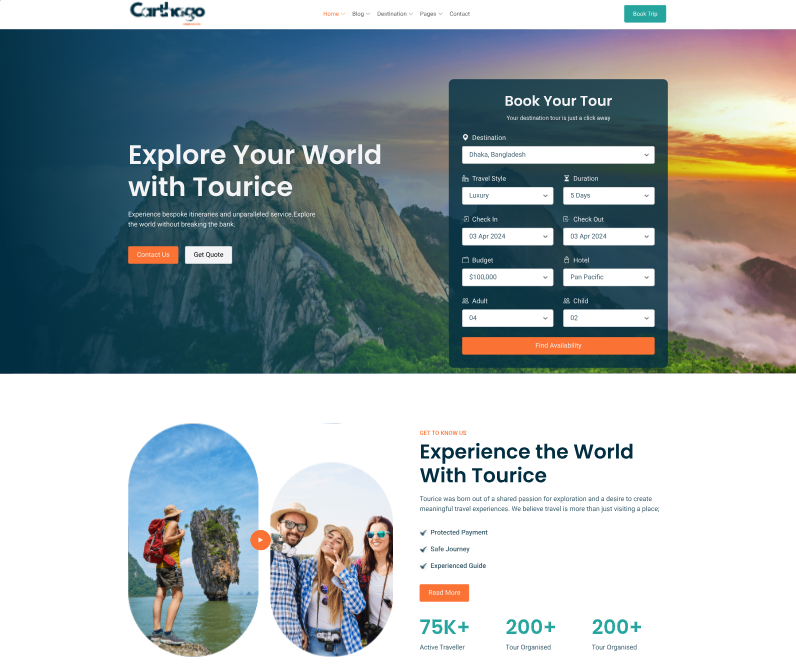 Carthago
Home Blog Destination Pages Contact
Book Trip
Explore Your World
with Tourice
Experience bespoke itineraries and unparalleled service.Explore
the world without breaking the bank.
Contact Us
Get Quote
Book Your Tour
Your destination tour is just a click away
Destination
Dhaka, Bangladesh
Travel Style
Duration
Luxury
5 Days
Check In
Check Out
03 Apr 2024
03 Apr 2024
Budget
Hotel
$100,000
Pan Pacific
Adult
Child
04
02
Find Availability
GET TO KNOW US
Experience the World
With Tourice
Tourice was born out of a shared passion for exploration and a desire to create
meaningful travel experiences. We believe travel is more than just visiting a place;
Protected Payment
Safe Journey
Experienced Guide
Read More
75K+ 200+ 200+
Active Traveller Tour Organised Tour Organised